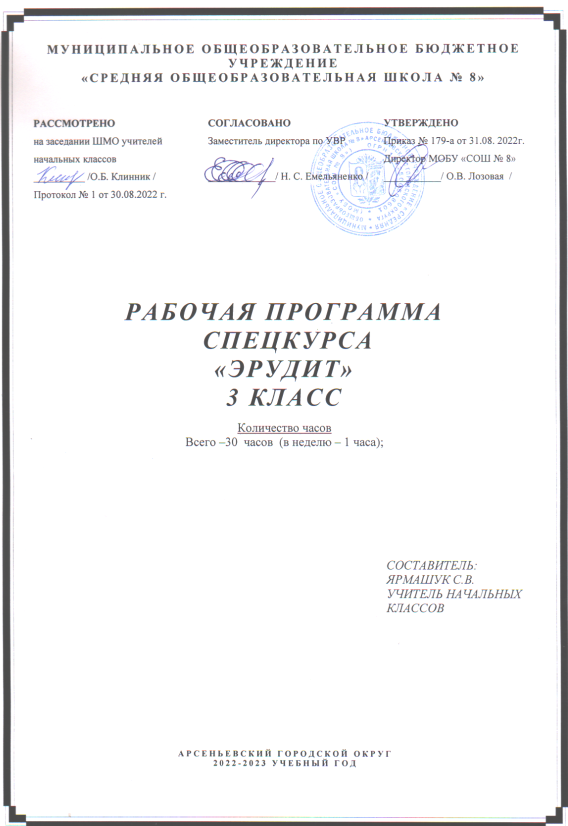 МУНИЦИПАЛЬНОЕ ОБЩЕОБРАЗОВАТЕЛЬНОЕ БЮДЖЕТНОЕ
УЧРЕЖДЕНИЕ
«СРЕДНЯЯ ОБЩЕОБРАЗОВАТЕЛЬНАЯ ШКОЛА № 8»
РАССМОТРЕНО
на заседании ШМО учителей
начальных классов
/О.Б. Клинник /
Протокол № 1 от 30.08.2022 г.
СОГЛАСОВАНО
Заместитель директора по УВР
/ Н. С. Емельяненко /
УТВЕРЖДЕНО
Приказ № 179-а от 31.08. 2022г.
Директор МОБУ «СОШ № 8»
/ О.В. Лозовая /
РАБОЧАЯ ПРОГРАММА
СПЕЦКУРСА
«ЭРУДИТ»
3 КЛАСС
Количество часов
Всего –30 часов (в неделю – 1 часа);
СОСТАВИТЕЛЬ:
ЯРМАШУК С.В.
УЧИТЕЛЬ НАЧАЛЬНЫХ
КЛАССОВ
АРСЕНЬЕВСКИЙ ГОРОДСКОЙ ОКРУГ
2022-2023 УЧЕБНЫЙ ГОД